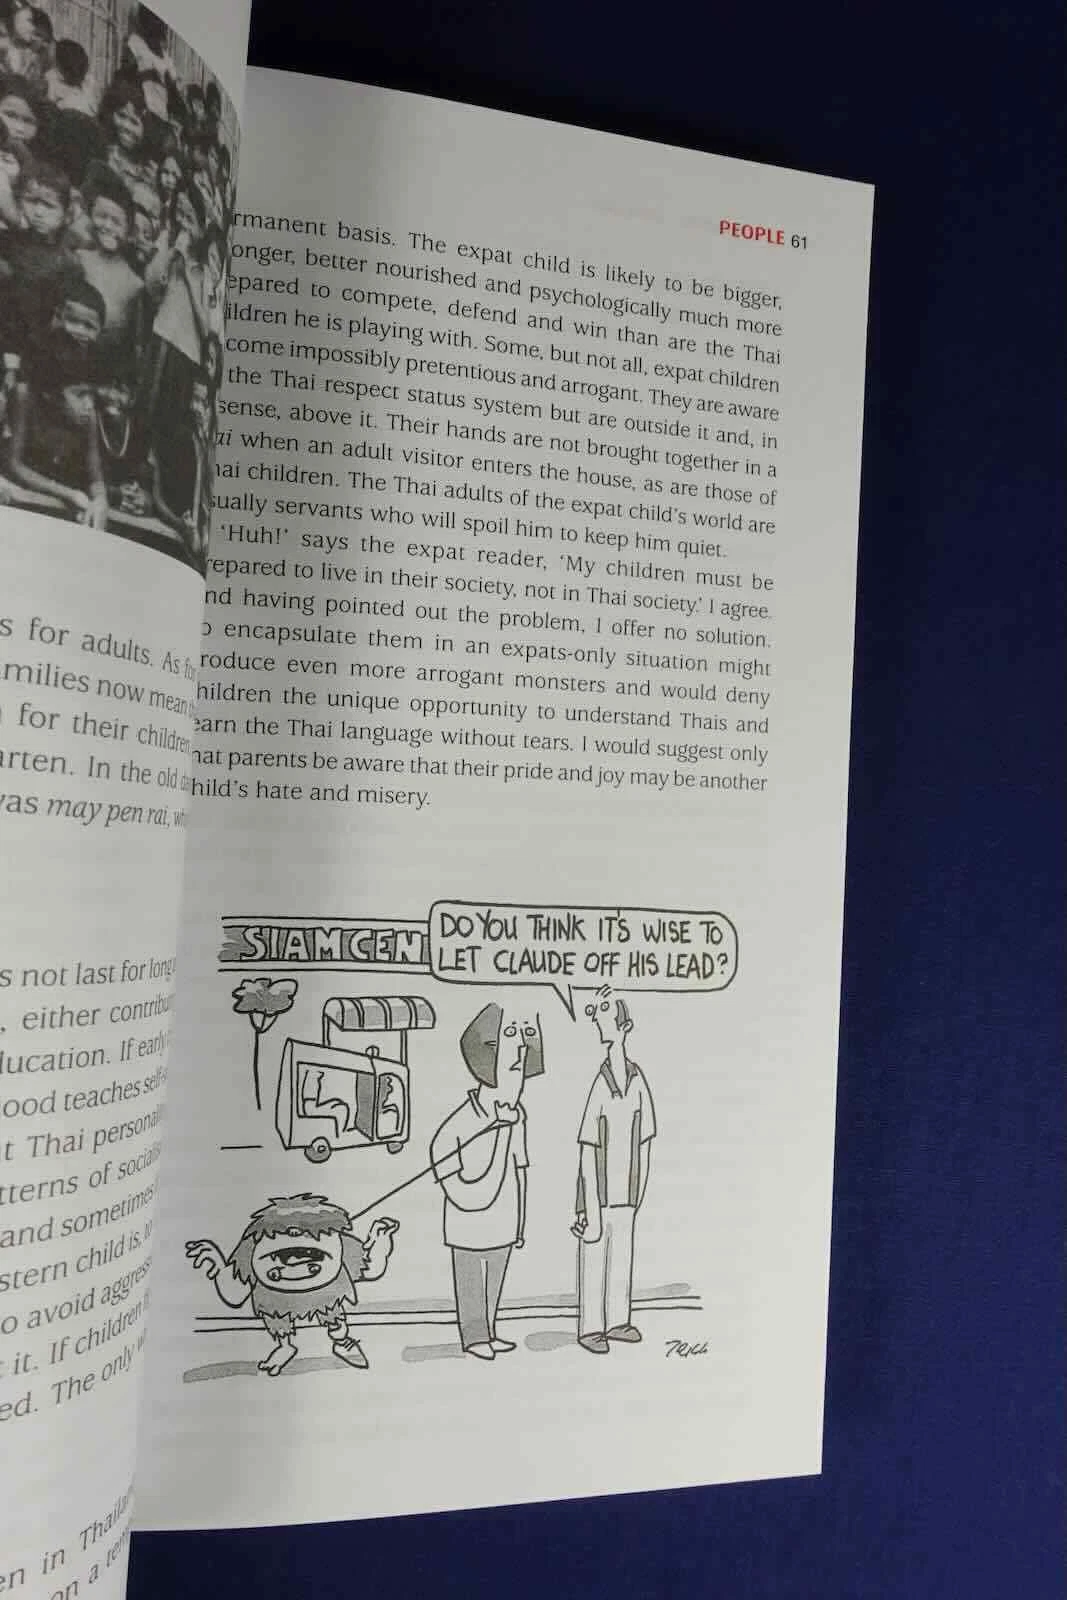 s for adults. As for
milies now mean
for their children
arten. In the old
was may pen rai,
s not last for long
, either
ducation. If early
ood teaches
t Thai
tterns of
and sometimes
stern child is,
o avoid
it. If children
ed. The only
en in
on a
PEOPLE 61
rmanent basis. The expat child is likely to be bigger,
onger, better nourished and psychologically much more
epared to compete, defend and win than are the Thai
ildren he is playing with. Some, but not all, expat children
come impossibly pretentious and arrogant. They are aware
the Thai respect status system but are outside it and, in
sense, above it. Their hands are not brought together in a
ai when an adult visitor enters the house, as are those of
hai children. The Thai adults of the expat child's world are
sually servants who will spoil him to keep him quiet.
'Huh!' says the expat reader, 'My children must be
repared to live in their society, not in Thai society.' I agree.
nd having pointed out the problem, I offer no solution.
o encapsulate them in an expats-only situation might
roduce even more arrogant monsters and would deny
hildren the unique opportunity to understand Thais and
earn the Thai language without tears. I would suggest only
hat parents be aware that their pride and joy may be another
hild's hate and misery.
DO YOU THINK IT'S WISE TO
LET CLAUDE OFF HIS LEAD?
SIAM CEN